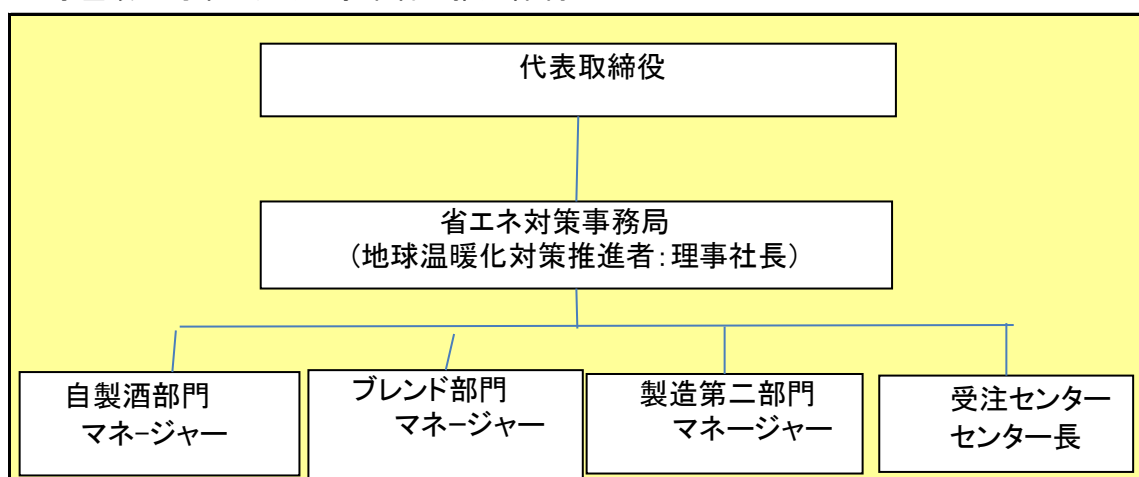 代表取締役
省エネ対策事務局
(地球温暖化対策推進者:理事社長)
自製酒部門
マネージャー
ブレンド部門
マネージャー
製造第二部門
マネージャー
受注センター
センター長